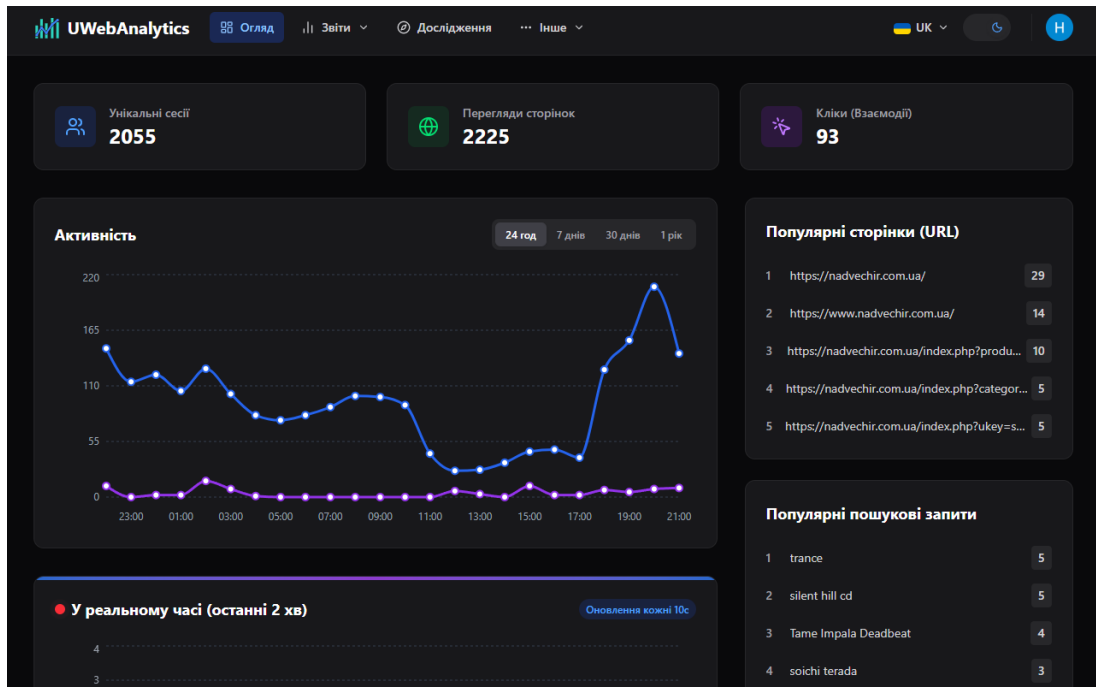 UWebAnalytics Огляд Звіти Дослідження ··· Інше UK H
Унікальні сесії
2055
Перегляди сторінок
2225
Кліки (Взаємодії)
93
Активність
24 год 7 днів 30 днів 1 рік
220
165
110
55
0
23:00 01:00 03:00 05:00 07:00 09:00 11:00 13:00 15:00 17:00 19:00 21:00
Популярні сторінки (URL)
1 https://nadvechir.com.ua/ 29
2 https://www.nadvechir.com.ua/ 14
3 https://nadvechir.com.ua/index.php?produ... 10
4 https://nadvechir.com.ua/index.php?categor... 5
5 https://nadvechir.com.ua/index.php?ukey=s... 5
У реальному часі (останні 2 хв)
Оновлення кожні 10с
4
3
Популярні пошукові запити
1 trance 5
2 silent hill cd 5
3 Tame Impala Deadbeat 4
4 soichi terada 3